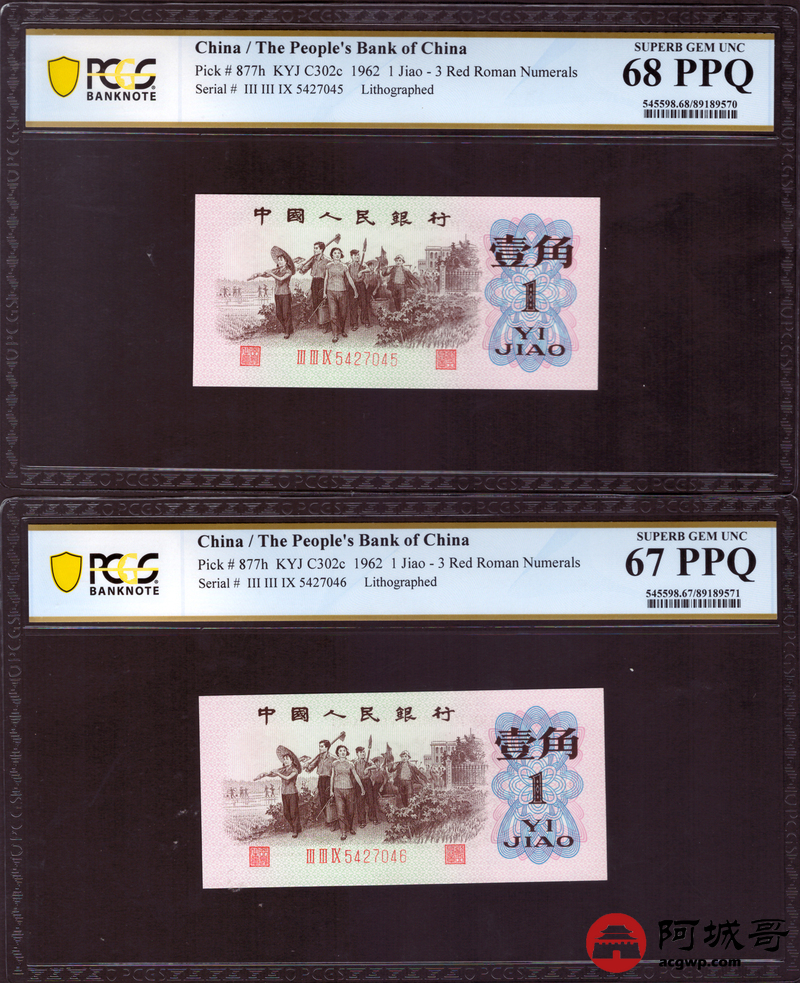 PCGS
BANKNOTE
China / The People's Bank of China
Pick # 877h KYJ C302c 1962 1 Jiao - 3 Red Roman Numerals
Serial # III III IX 5427045 Lithographed
SUPERB GEM UNC
68 PPQ
545598.68/89189570
中國人民銀行
壹角
1
YI
JIAO
III III IX 5427045
PCGS
BANKNOTE
China / The People's Bank of China
Pick # 877h KYJ C302c 1962 1 Jiao - 3 Red Roman Numerals
Serial # III III IX 5427046 Lithographed
SUPERB GEM UNC
67 PPQ
545598.67/89189571
中國人民銀行
壹角
1
YI
JIAO
III III IX 5427046
阿城哥
acgwp.com